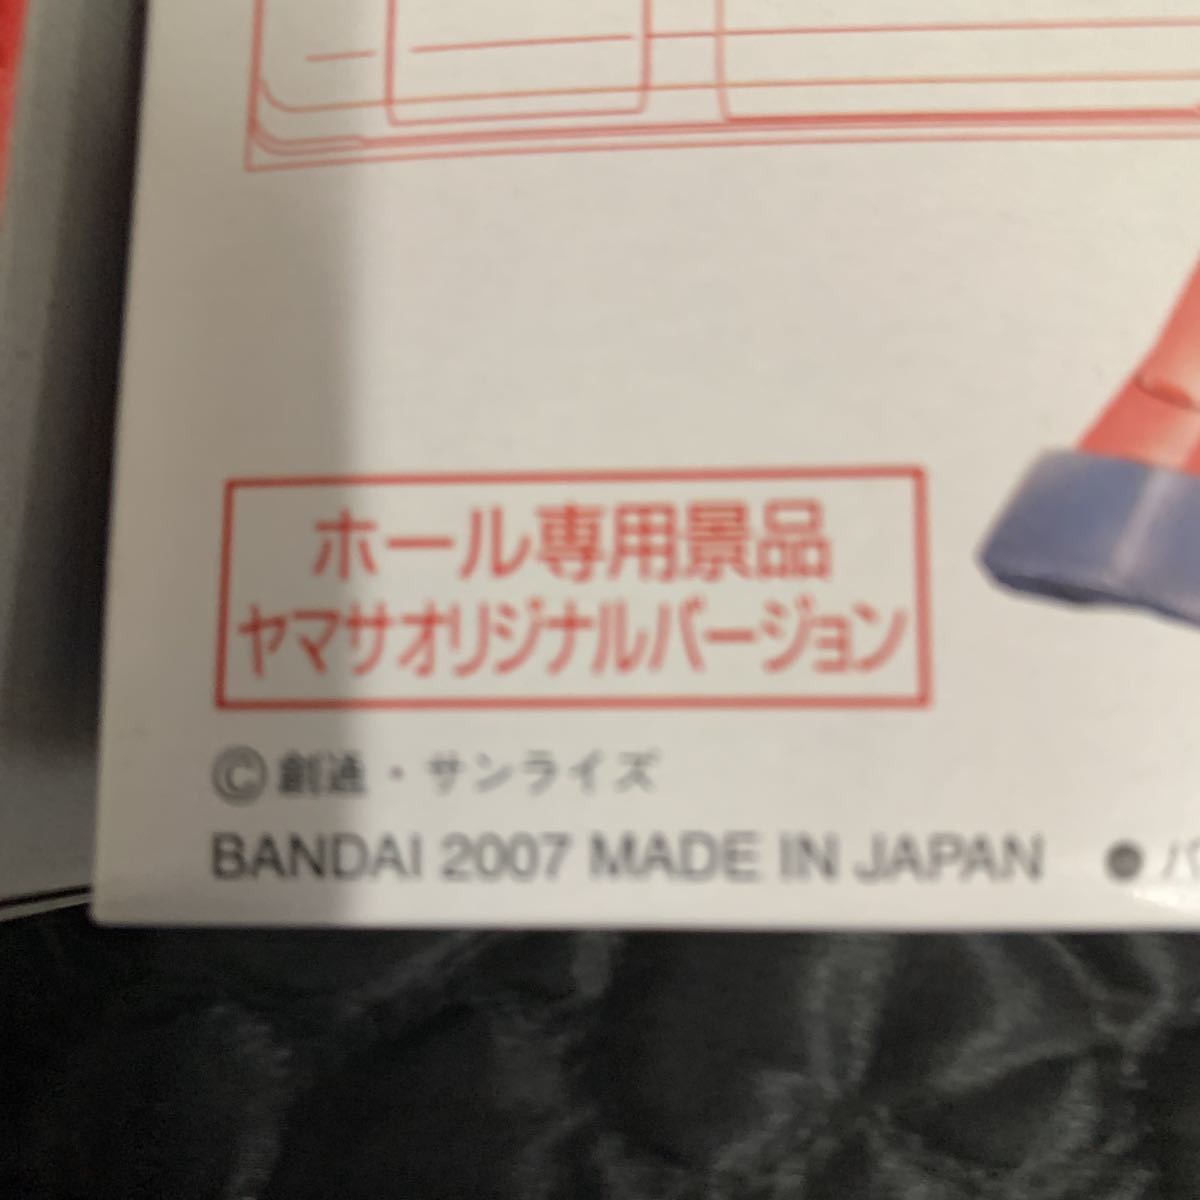 ホール専用景品
ヤマサオリジナルバージョン
©創通・サンライズ
BANDAI 2007 MADE IN JAPAN ●パ